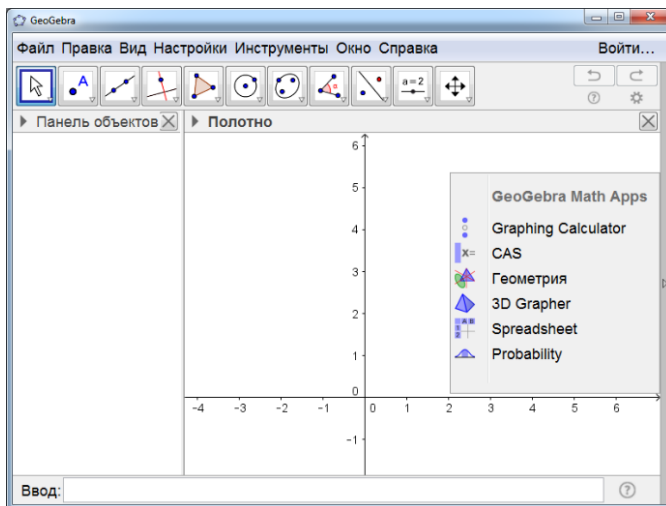 GeoGebra
Файл Правка Вид Настройки Инструменты Окно Справка Войти...
A a=2
Панель объектов Полотно
GeoGebra Math Apps
Graphing Calculator
X= CAS
Геометрия
3D Grapher
Spreadsheet
Probability
6
5
4
3
2
1
0
-4 -3 -2 -1 0 1 2 3 4 5 6
-1
Ввод: